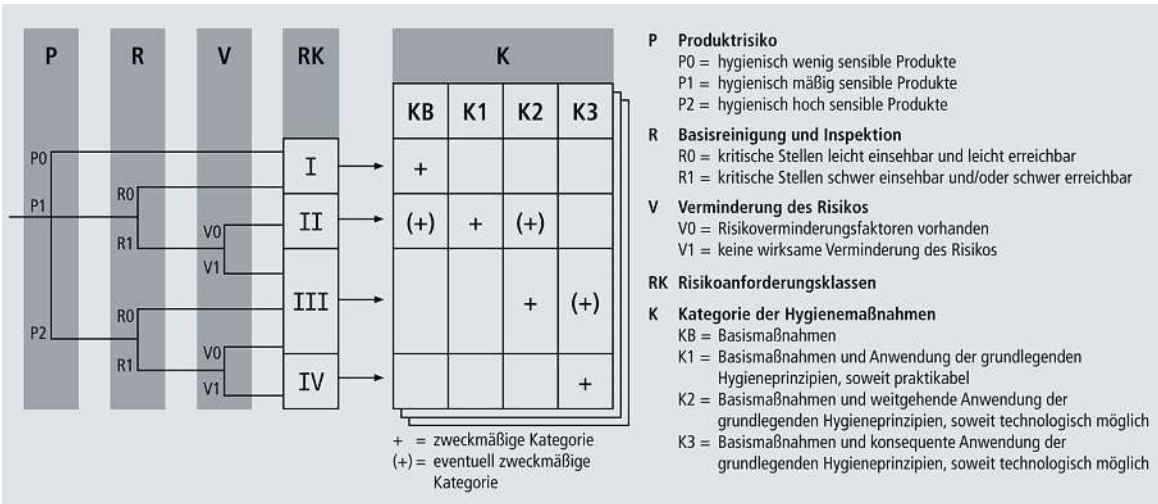 P R V RK K
KB K1 K2 K3
P0
I +
R0
P1
II (+) + (+)
V0
R1
V1
III + (+)
R0
P2
V0
R1
IV +
V1
+ = zweckmäßige Kategorie
(+) = eventuell zweckmäßige
Kategorie
P Produktrisiko
P0 = hygienisch wenig sensible Produkte
P1 = hygienisch mäßig sensible Produkte
P2 = hygienisch hoch sensible Produkte
R Basisreinigung und Inspektion
R0 = kritische Stellen leicht einsehbar und leicht erreichbar
R1 = kritische Stellen schwer einsehbar und/oder schwer erreichbar
V Verminderung des Risikos
V0 = Risikoverminderungsfaktoren vorhanden
V1 = keine wirksame Verminderung des Risikos
RK Risikoanforderungsklassen
K Kategorie der Hygienemaßnahmen
KB = Basismaßnahmen
K1 = Basismaßnahmen und Anwendung der grundlegenden
Hygieneprinzipien, soweit praktikabel
K2 = Basismaßnahmen und weitgehende Anwendung der
grundlegenden Hygieneprinzipien, soweit technologisch möglich
K3 = Basismaßnahmen und konsequente Anwendung der
grundlegenden Hygieneprinzipien, soweit technologisch möglich